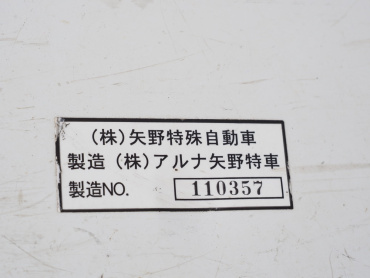 (株)矢野特殊自動車
製造 (株)アルナ矢野特車
製造NO. 110357